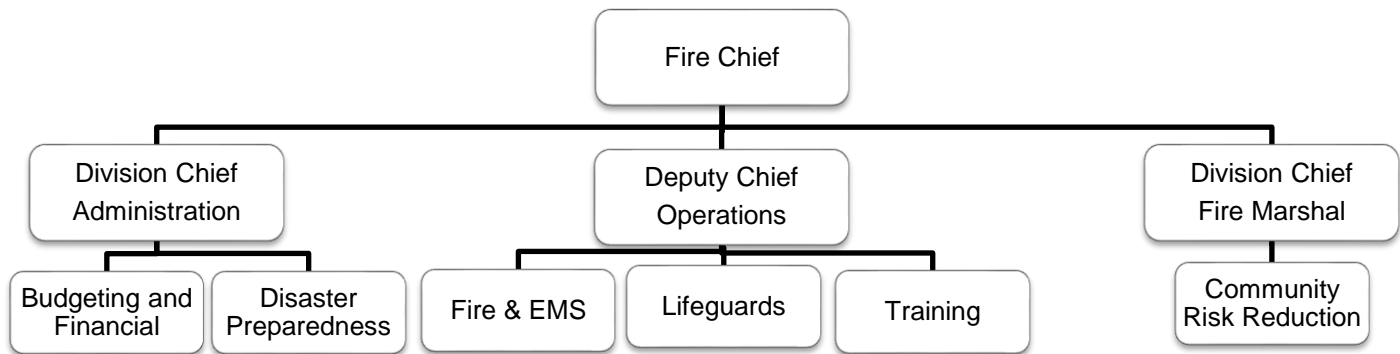 Fire Chief
Division Chief
Administration
Deputy Chief
Operations
Division Chief
Fire Marshal
Budgeting and
Financial
Disaster
Preparedness
Fire & EMS
Lifeguards
Training
Community
Risk Reduction